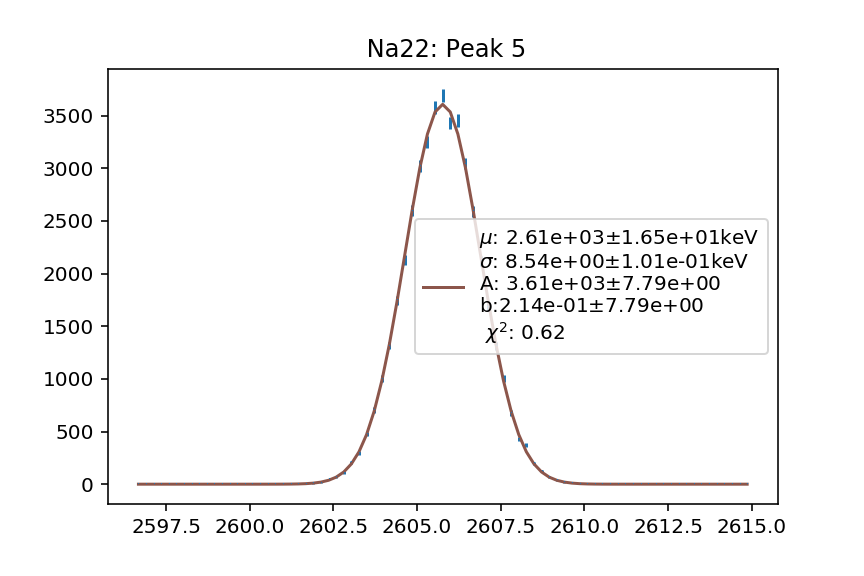 Na22: Peak 5
3500
3000
2500
2000
1500
1000
500
0
μ: 2.61e+03±1.65e+01keV
σ: 8.54e+00±1.01e-01keV
A: 3.61e+03±7.79e+00
b:2.14e-01±7.79e+00
χ²: 0.62
2597.5 2600.0 2602.5 2605.0 2607.5 2610.0 2612.5 2615.0